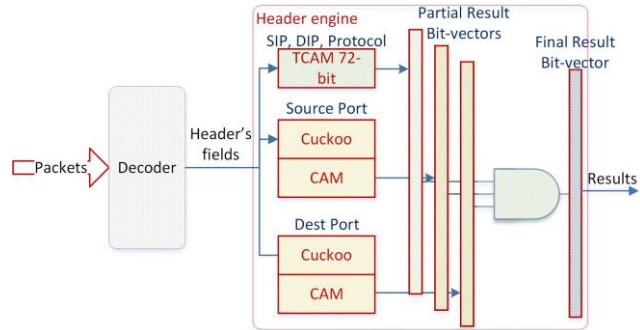 Header engine
Partial Result
Bit-vectors
Final Result
Bit-vector
SIP, DIP, Protocol
TCAM 72-
bit
Source Port
Cuckoo
CAM
Header's
fields
Packets
Decoder
Results
Dest Port
Cuckoo
CAM